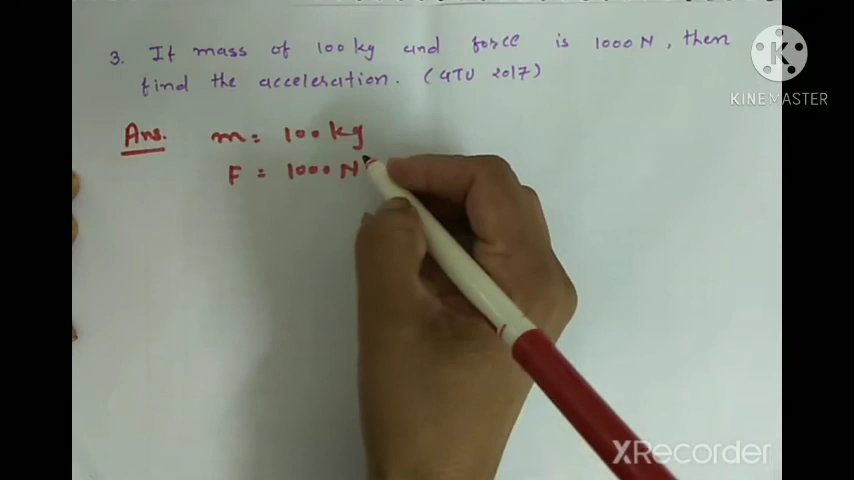 3. If mass of 100 kg and force is 1000 N, then
find the acceleration. (GTU 2017)
Ans. m = 100 kg
F = 1000 N
KINEMASTER
XRecorder